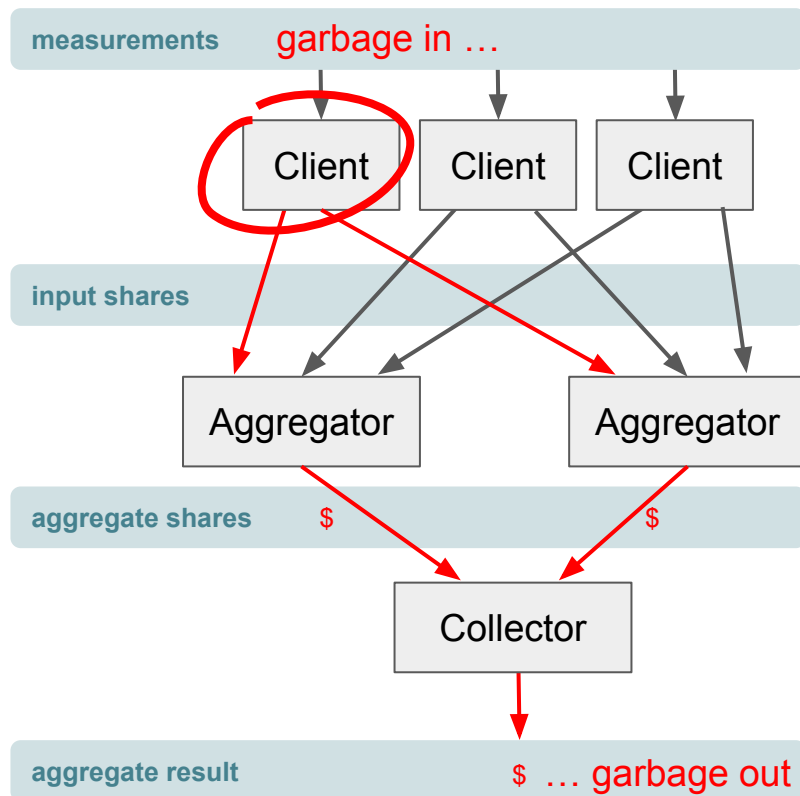 measurements garbage in …
Client Client Client
input shares
Aggregator Aggregator
aggregate shares $ $
Collector
aggregate result $ … garbage out